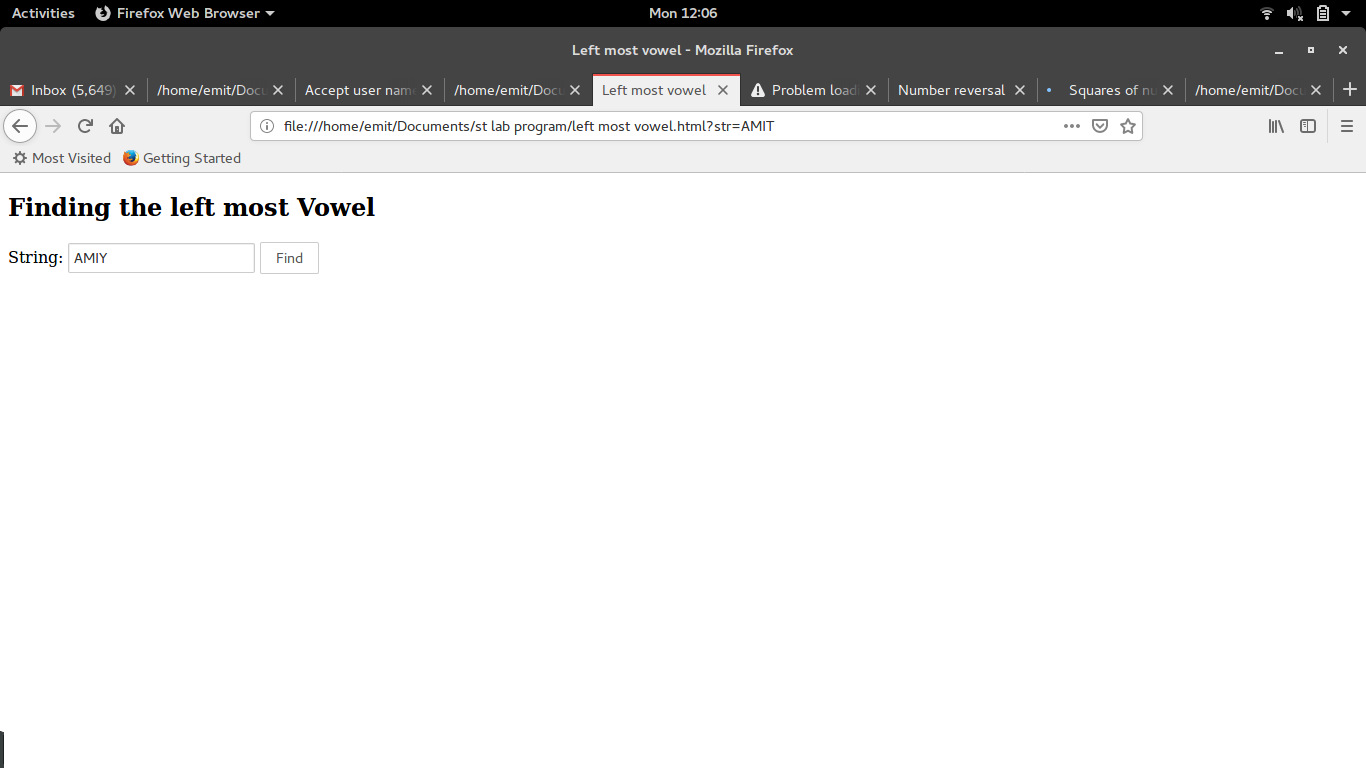 Activities Firefox Web Browser Mon 12:06
Left most vowel - Mozilla Firefox
Inbox (5,649) /home/emit/Docu Accept user name /home/emit/Docu Left most vowel Problem loadi Number reversal Squares of nu /home/emit/Docu
file:///home/emit/Documents/st lab program/left most vowel.html?str=AMIT
Most Visited Getting Started
Finding the left most Vowel
String: AMIY Find